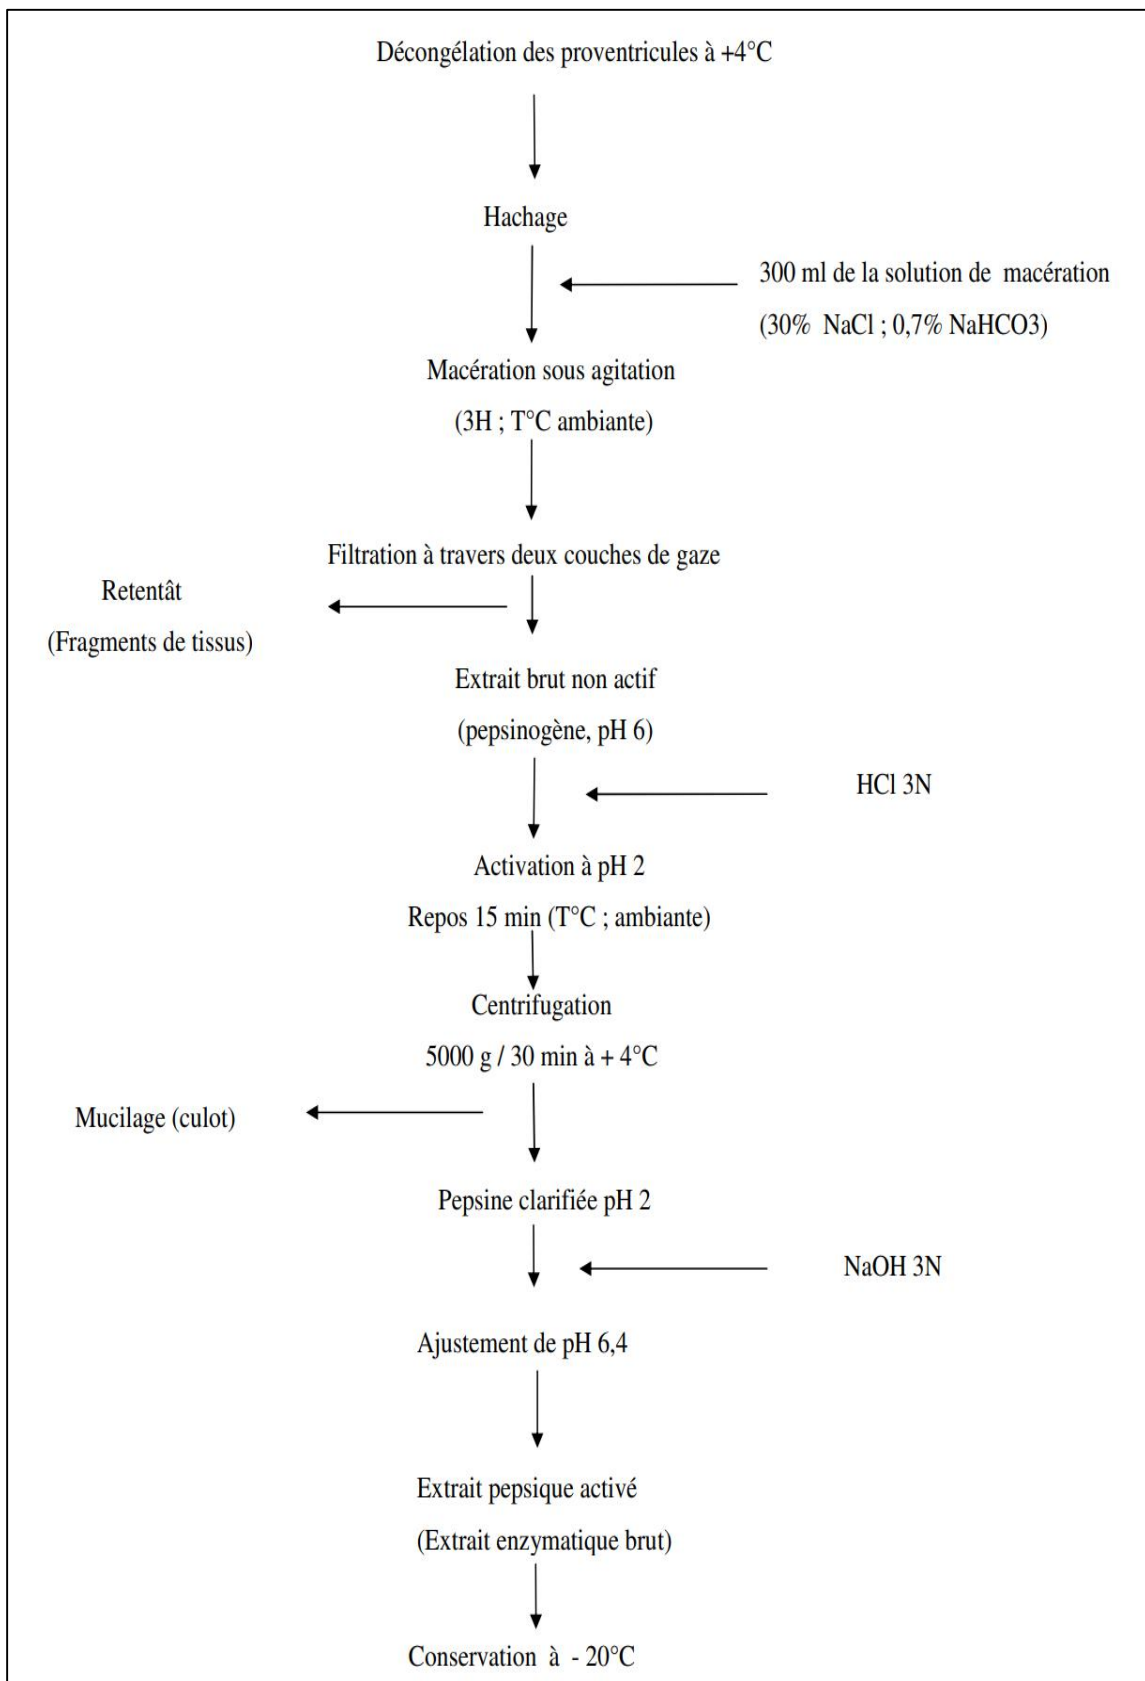 Décongélation des proventricules à +4°C
Hachage
300 ml de la solution de macération
(30% NaCl ; 0,7% NaHCO3)
Macération sous agitation
(3H ; T°C ambiante)
Filtration à travers deux couches de gaze
Retentât
(Fragments de tissus)
Extrait brut non actif
(pepsinogène, pH 6)
HCl 3N
Activation à pH 2
Repos 15 min (T°C ; ambiante)
Centrifugation
5000 g / 30 min à + 4°C
Mucilage (culot)
Pepsine clarifiée pH 2
NaOH 3N
Ajustement de pH 6,4
Extrait pepsique activé
(Extrait enzymatique brut)
Conservation à - 20°C